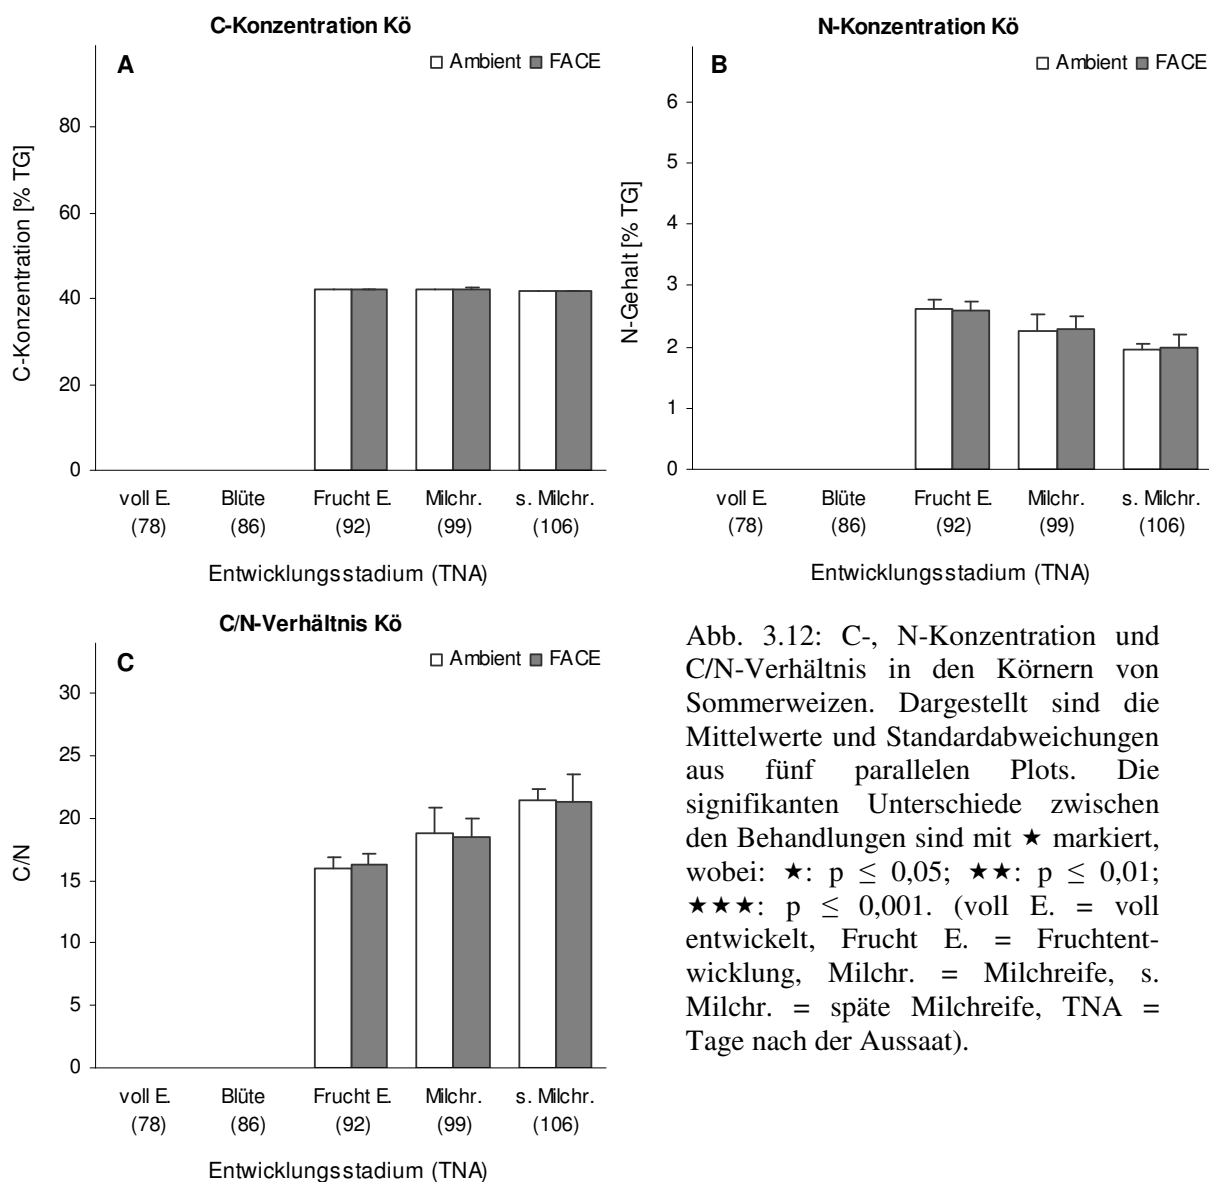 C-Konzentration Kö
A
Ambient FACE
C-Konzentration [% TG]
80
60
40
20
0
voll E. Blüte Frucht E. Milchr. s. Milchr.
(78) (86) (92) (99) (106)
Entwicklungsstadium (TNA)
N-Konzentration Kö
B
Ambient FACE
N-Gehalt [% TG]
6
5
4
3
2
1
0
voll E. Blüte Frucht E. Milchr. s. Milchr.
(78) (86) (92) (99) (106)
Entwicklungsstadium (TNA)
C/N-Verhältnis Kö
C
Ambient FACE
C/N
30
25
20
15
10
5
0
voll E. Blüte Frucht E. Milchr. s. Milchr.
(78) (86) (92) (99) (106)
Entwicklungsstadium (TNA)
Abb. 3.12: C-, N-Konzentration und
C/N-Verhältnis in den Körnern von
Sommerweizen. Dargestellt sind die
Mittelwerte und Standardabweichungen
aus fünf parallelen Plots. Die
signifikanten Unterschiede zwischen
den Behandlungen sind mit ★ markiert,
wobei: ★: p ≤ 0,05; ★★: p ≤ 0,01;
★★★: p ≤ 0,001. (voll E. = voll
entwickelt, Frucht E. = Fruchtent-
wicklung, Milchr. = Milchreife, s.
Milchr. = späte Milchreife, TNA =
Tage nach der Aussaat).